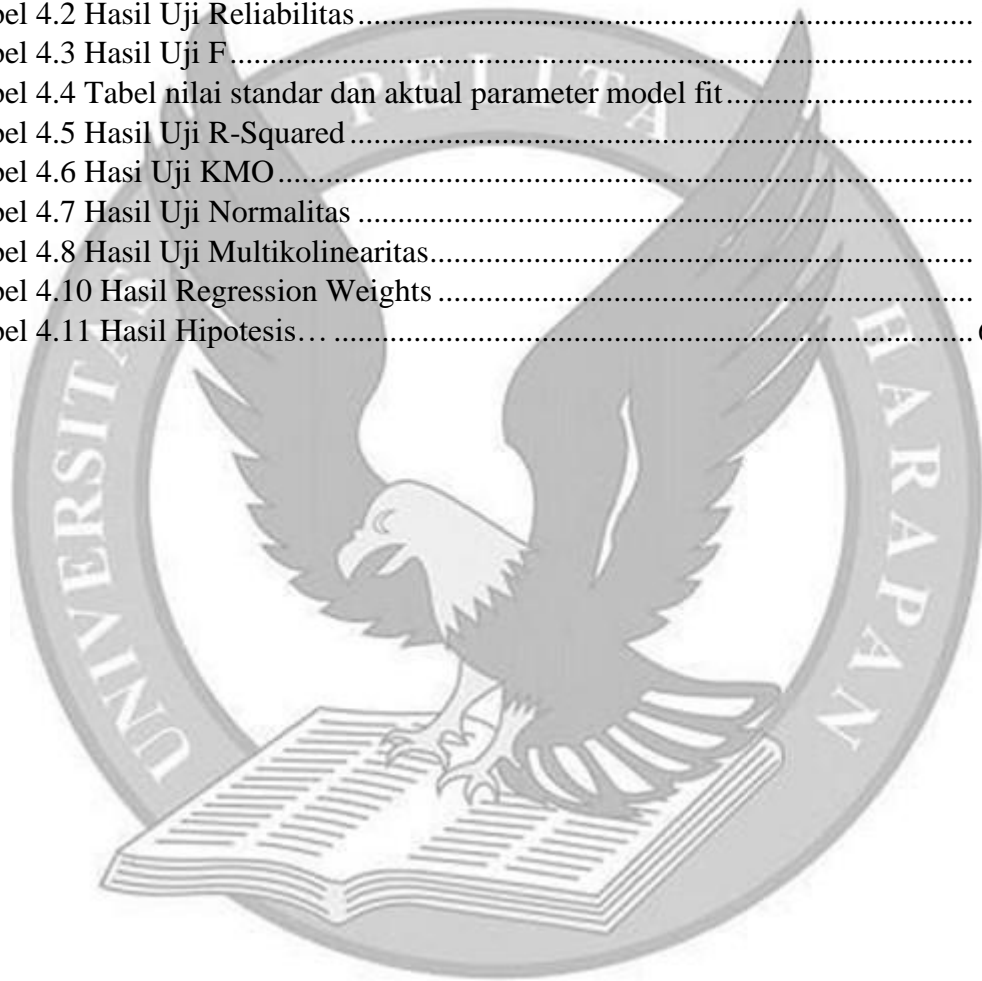 bel 4.2 Hasil Uji Reliabilitas
bel 4.3 Hasil Uji F
bel 4.4 Tabel nilai standar dan aktual parameter model fit
bel 4.5 Hasil Uji R-Squared
bel 4.6 Hasi Uji KMO
bel 4.7 Hasil Uji Normalitas
bel 4.8 Hasil Uji Multikolinearitas
bel 4.10 Hasil Regression Weights
bel 4.11 Hasil Hipotesis…
UNIVERSITAS PELITA HARAPAN